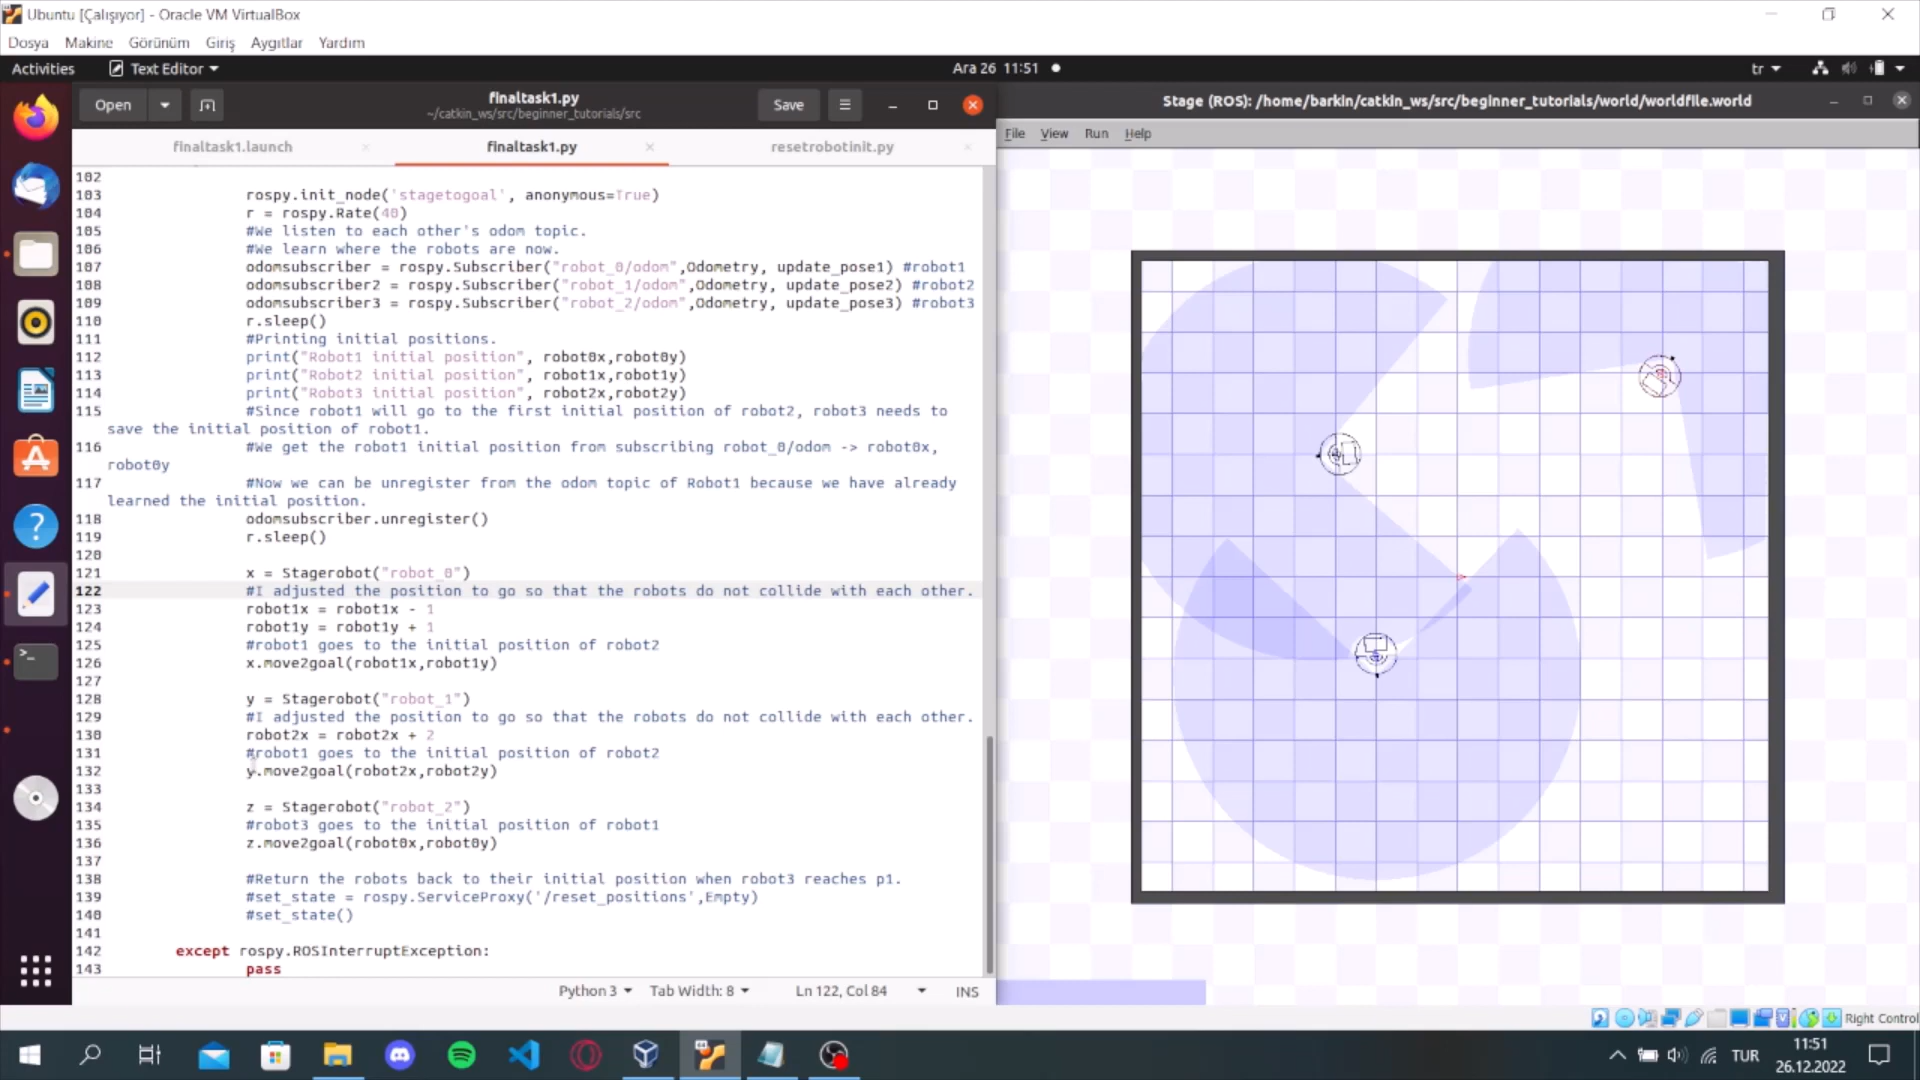 Ubuntu [Çalışıyor] - Oracle VM VirtualBox
Dosya Makine Görünüm Giriş Aygıtlar Yardım
Activities Text Editor Ara 26 11:51 tr
Open finaltask1.py Save
~/catkin_ws/src/beginner_tutorials/src
finaltask1.launch finaltask1.py resetrobotinit.py
102
103 rospy.init_node('stagetogoal', anonymous=True)
104 r = rospy.Rate(40)
105 #We listen to each other's odom topic.
106 #We learn where the robots are now.
107 odomsubscriber = rospy.Subscriber("robot_0/odom",Odometry, update_pose1) #robot1
108 odomsubscriber2 = rospy.Subscriber("robot_1/odom",Odometry, update_pose2) #robot2
109 odomsubscriber3 = rospy.Subscriber("robot_2/odom",Odometry, update_pose3) #robot3
110 r.sleep()
111 #Printing initial positions.
112 print("Robot1 initial position", robot0x,robot0y)
113 print("Robot2 initial position", robot1x,robot1y)
114 print("Robot3 initial position", robot2x,robot2y)
115 #Since robot1 will go to the first initial position of robot2, robot3 needs to
save the initial position of robot1.
116 #We get the robot1 initial position from subscribing robot_0/odom -> robot0x,
robot0y
117 #Now we can be unregister from the odom topic of Robot1 because we have already
learned the initial position.
118 odomsubscriber.unregister()
119 r.sleep()
120
121 x = Stagerobot("robot_0")
122 #I adjusted the position to go so that the robots do not collide with each other.
123 robot1x = robot1x - 1
124 robot1y = robot1y + 1
125 #robot1 goes to the initial position of robot2
126 x.move2goal(robot1x,robot1y)
127
128 y = Stagerobot("robot_1")
129 #I adjusted the position to go so that the robots do not collide with each other.
130 robot2x = robot2x + 2
131 #robot1 goes to the initial position of robot2
132 y.move2goal(robot2x,robot2y)
133
134 z = Stagerobot("robot_2")
135 #robot3 goes to the initial position of robot1
136 z.move2goal(robot0x,robot0y)
137
138 #Return the robots back to their initial position when robot3 reaches p1.
139 #set_state = rospy.ServiceProxy('/reset_positions',Empty)
140 #set_state()
141
142 except rospy.ROSInterruptException:
143 pass
Python 3 Tab Width: 8 Ln 122, Col 84 INS
Stage (ROS): /home/barkin/catkin_ws/src/beginner_tutorials/world/worldfile.world
File View Run Help
Right Control
TUR
11:51
26.12.2022